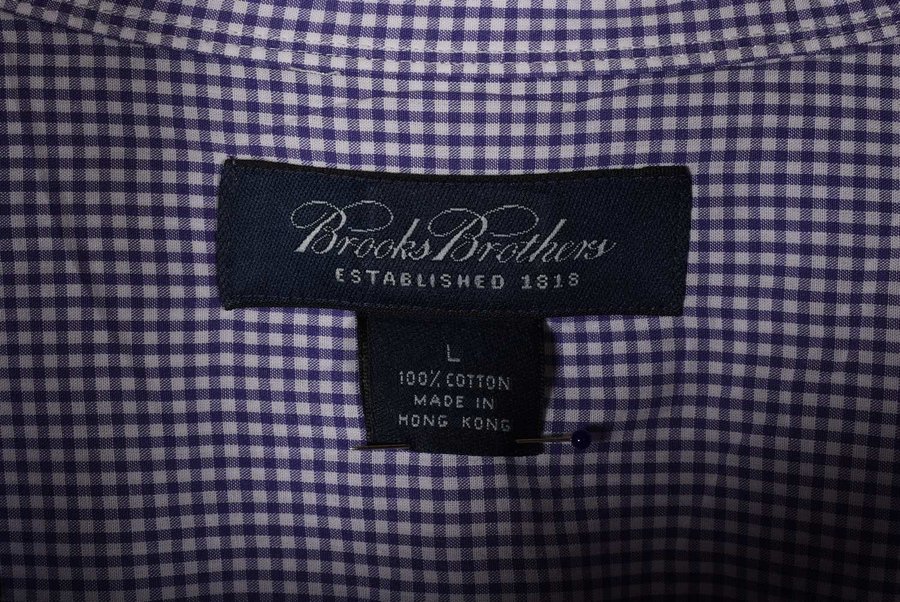 Brooks Brothers
ESTABLISHED 1818
L
100% COTTON
MADE IN
HONG KONG